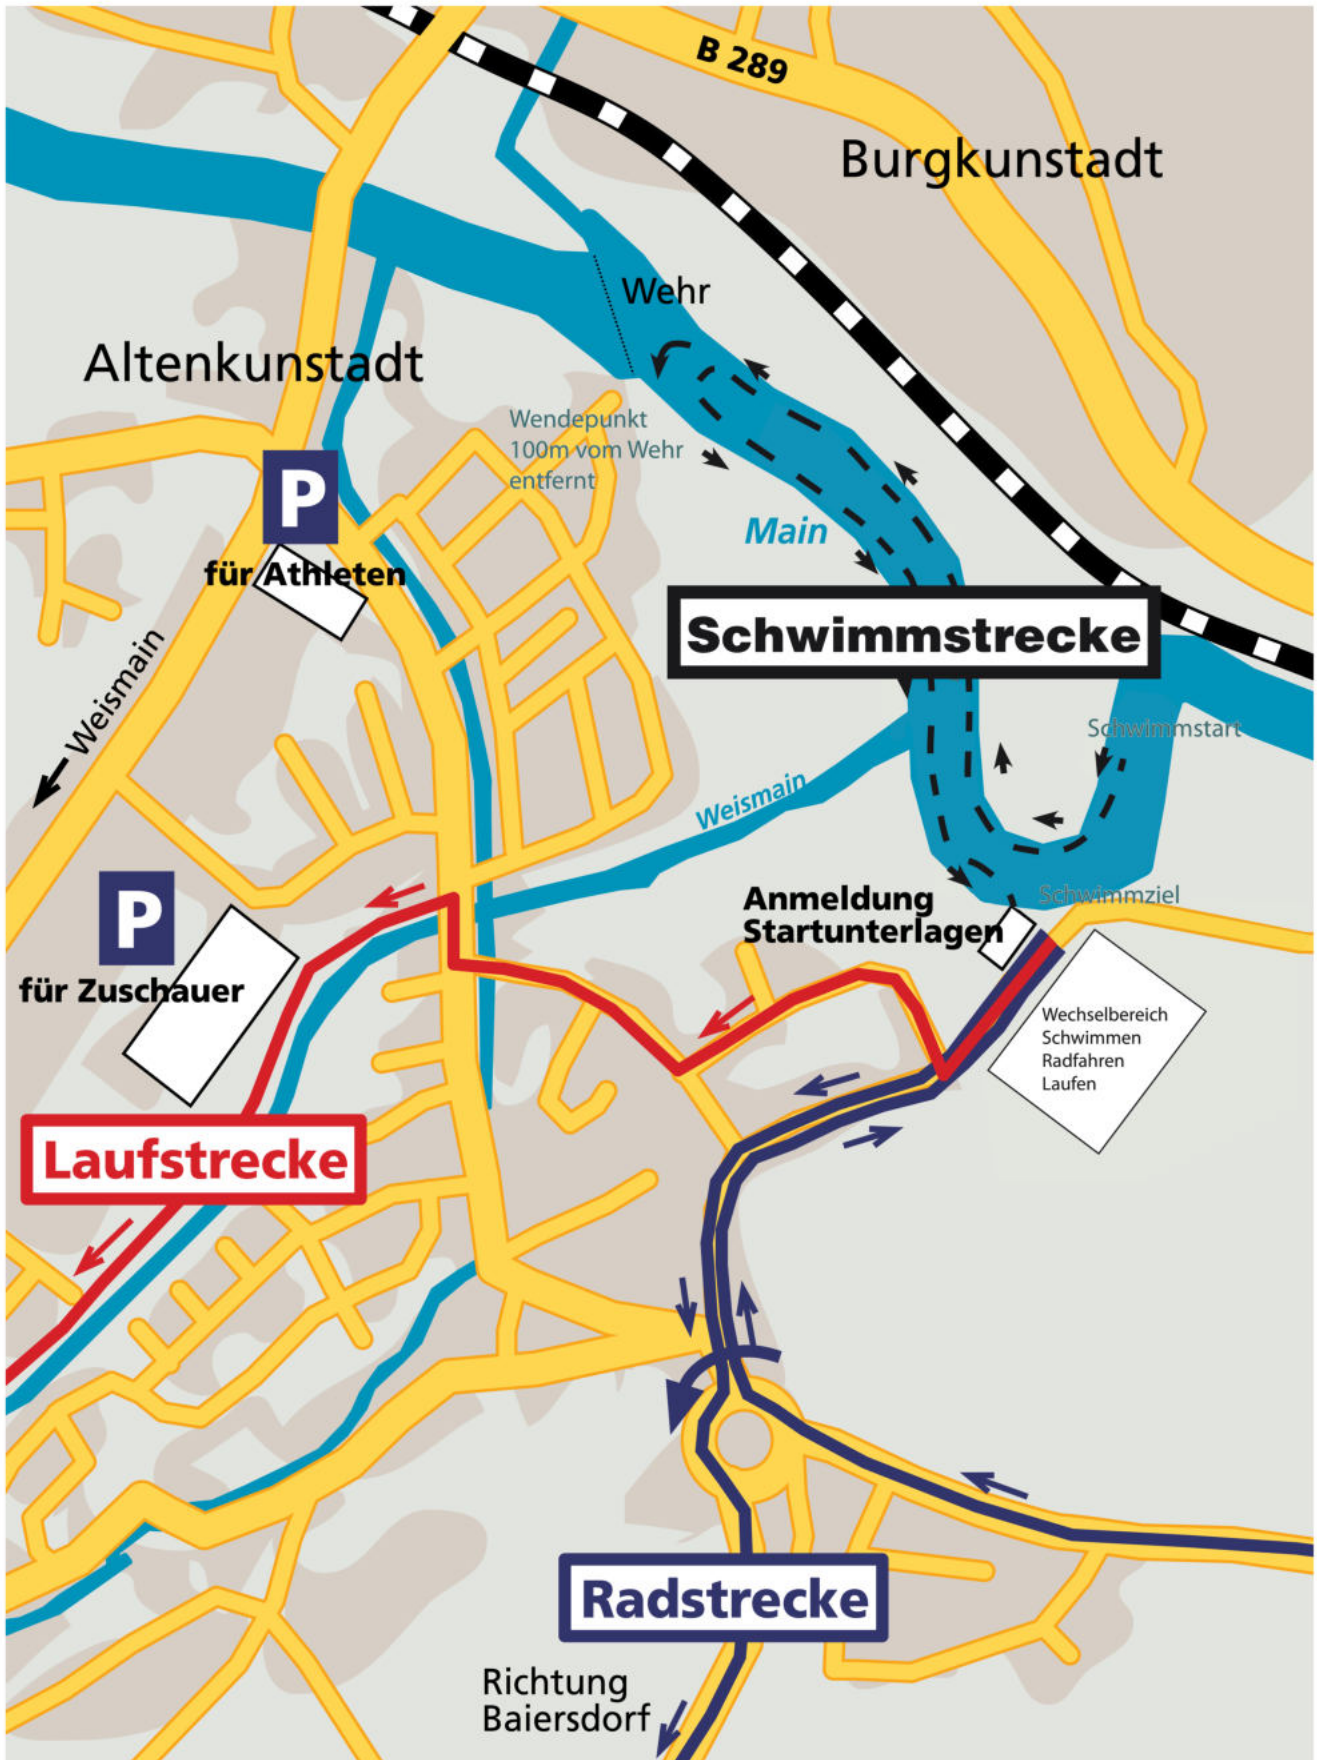 B 289
Burgkunstadt
Wehr
Altenkunstadt
Wendepunkt
100m vom Wehr
entfernt
P
für Athleten
Main
Schwimmstrecke
Weismain
Schwimmstart
Weismain
P
für Zuschauer
Anmeldung
Startunterlagen
Schwimmziel
Wechselbereich
Schwimmen
Radfahren
Laufen
Laufstrecke
Radstrecke
Richtung
Baiersdorf